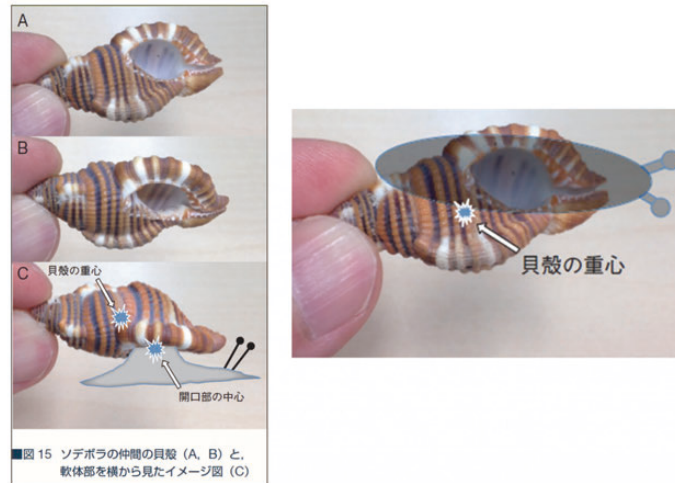 A
B
C
貝殻の重心
開口部の中心
■図 15 ソデボラの仲間の貝殻（A，B）と，
軟体部を横から見たイメージ図（C）
貝殻の重心